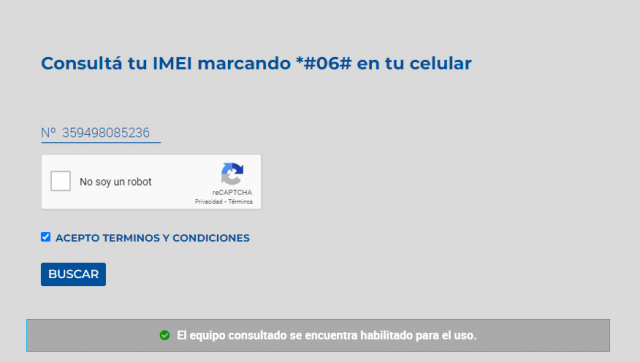 Consultá tu IMEI marcando *#06# en tu celular
Nº 359498085236
No soy un robot
reCAPTCHA
Privacidad - Términos
ACEPTO TERMINOS Y CONDICIONES
BUSCAR
El equipo consultado se encuentra habilitado para el uso.